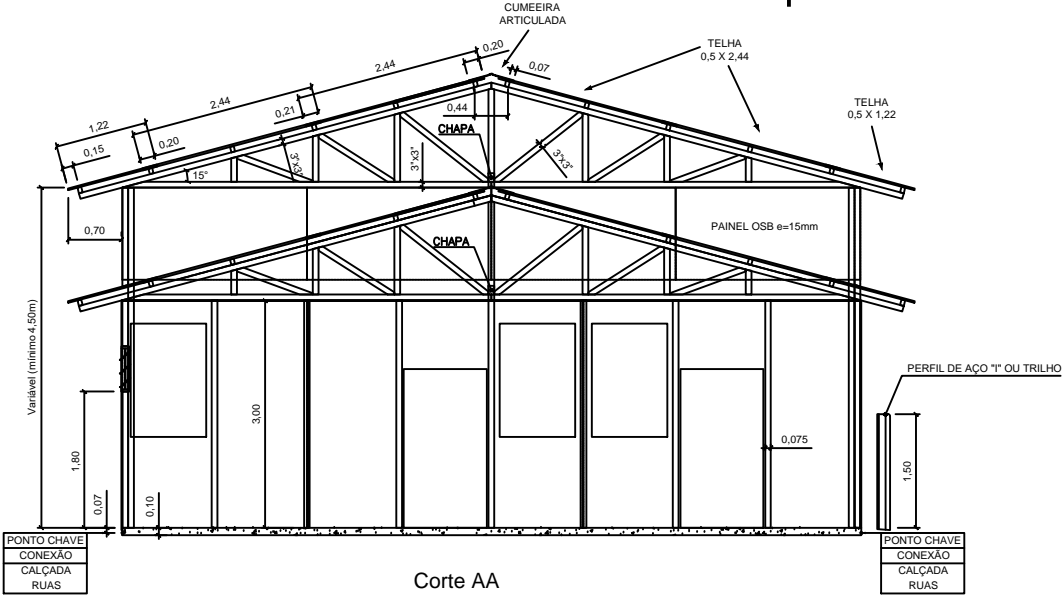 CUMEEIRA
ARTICULADA
0,20
2,44
0,07
TELHA
0,5 X 2,44
2,44
0,21
0,44
TELHA
0,5 X 1,22
1,22
0,20
0,15
CHAPA
3"x3"
3"x3"
3"x3"
15°
0,70
PAINEL OSB e=15mm
CHAPA
Variável (mínimo 4,50m)
3,00
PERFIL DE AÇO "I" OU TRILHO
1,80
0,075
1,50
0,07
0,10
PONTO CHAVE
CONEXÃO
CALÇADA
RUAS
PONTO CHAVE
CONEXÃO
CALÇADA
RUAS
Corte AA